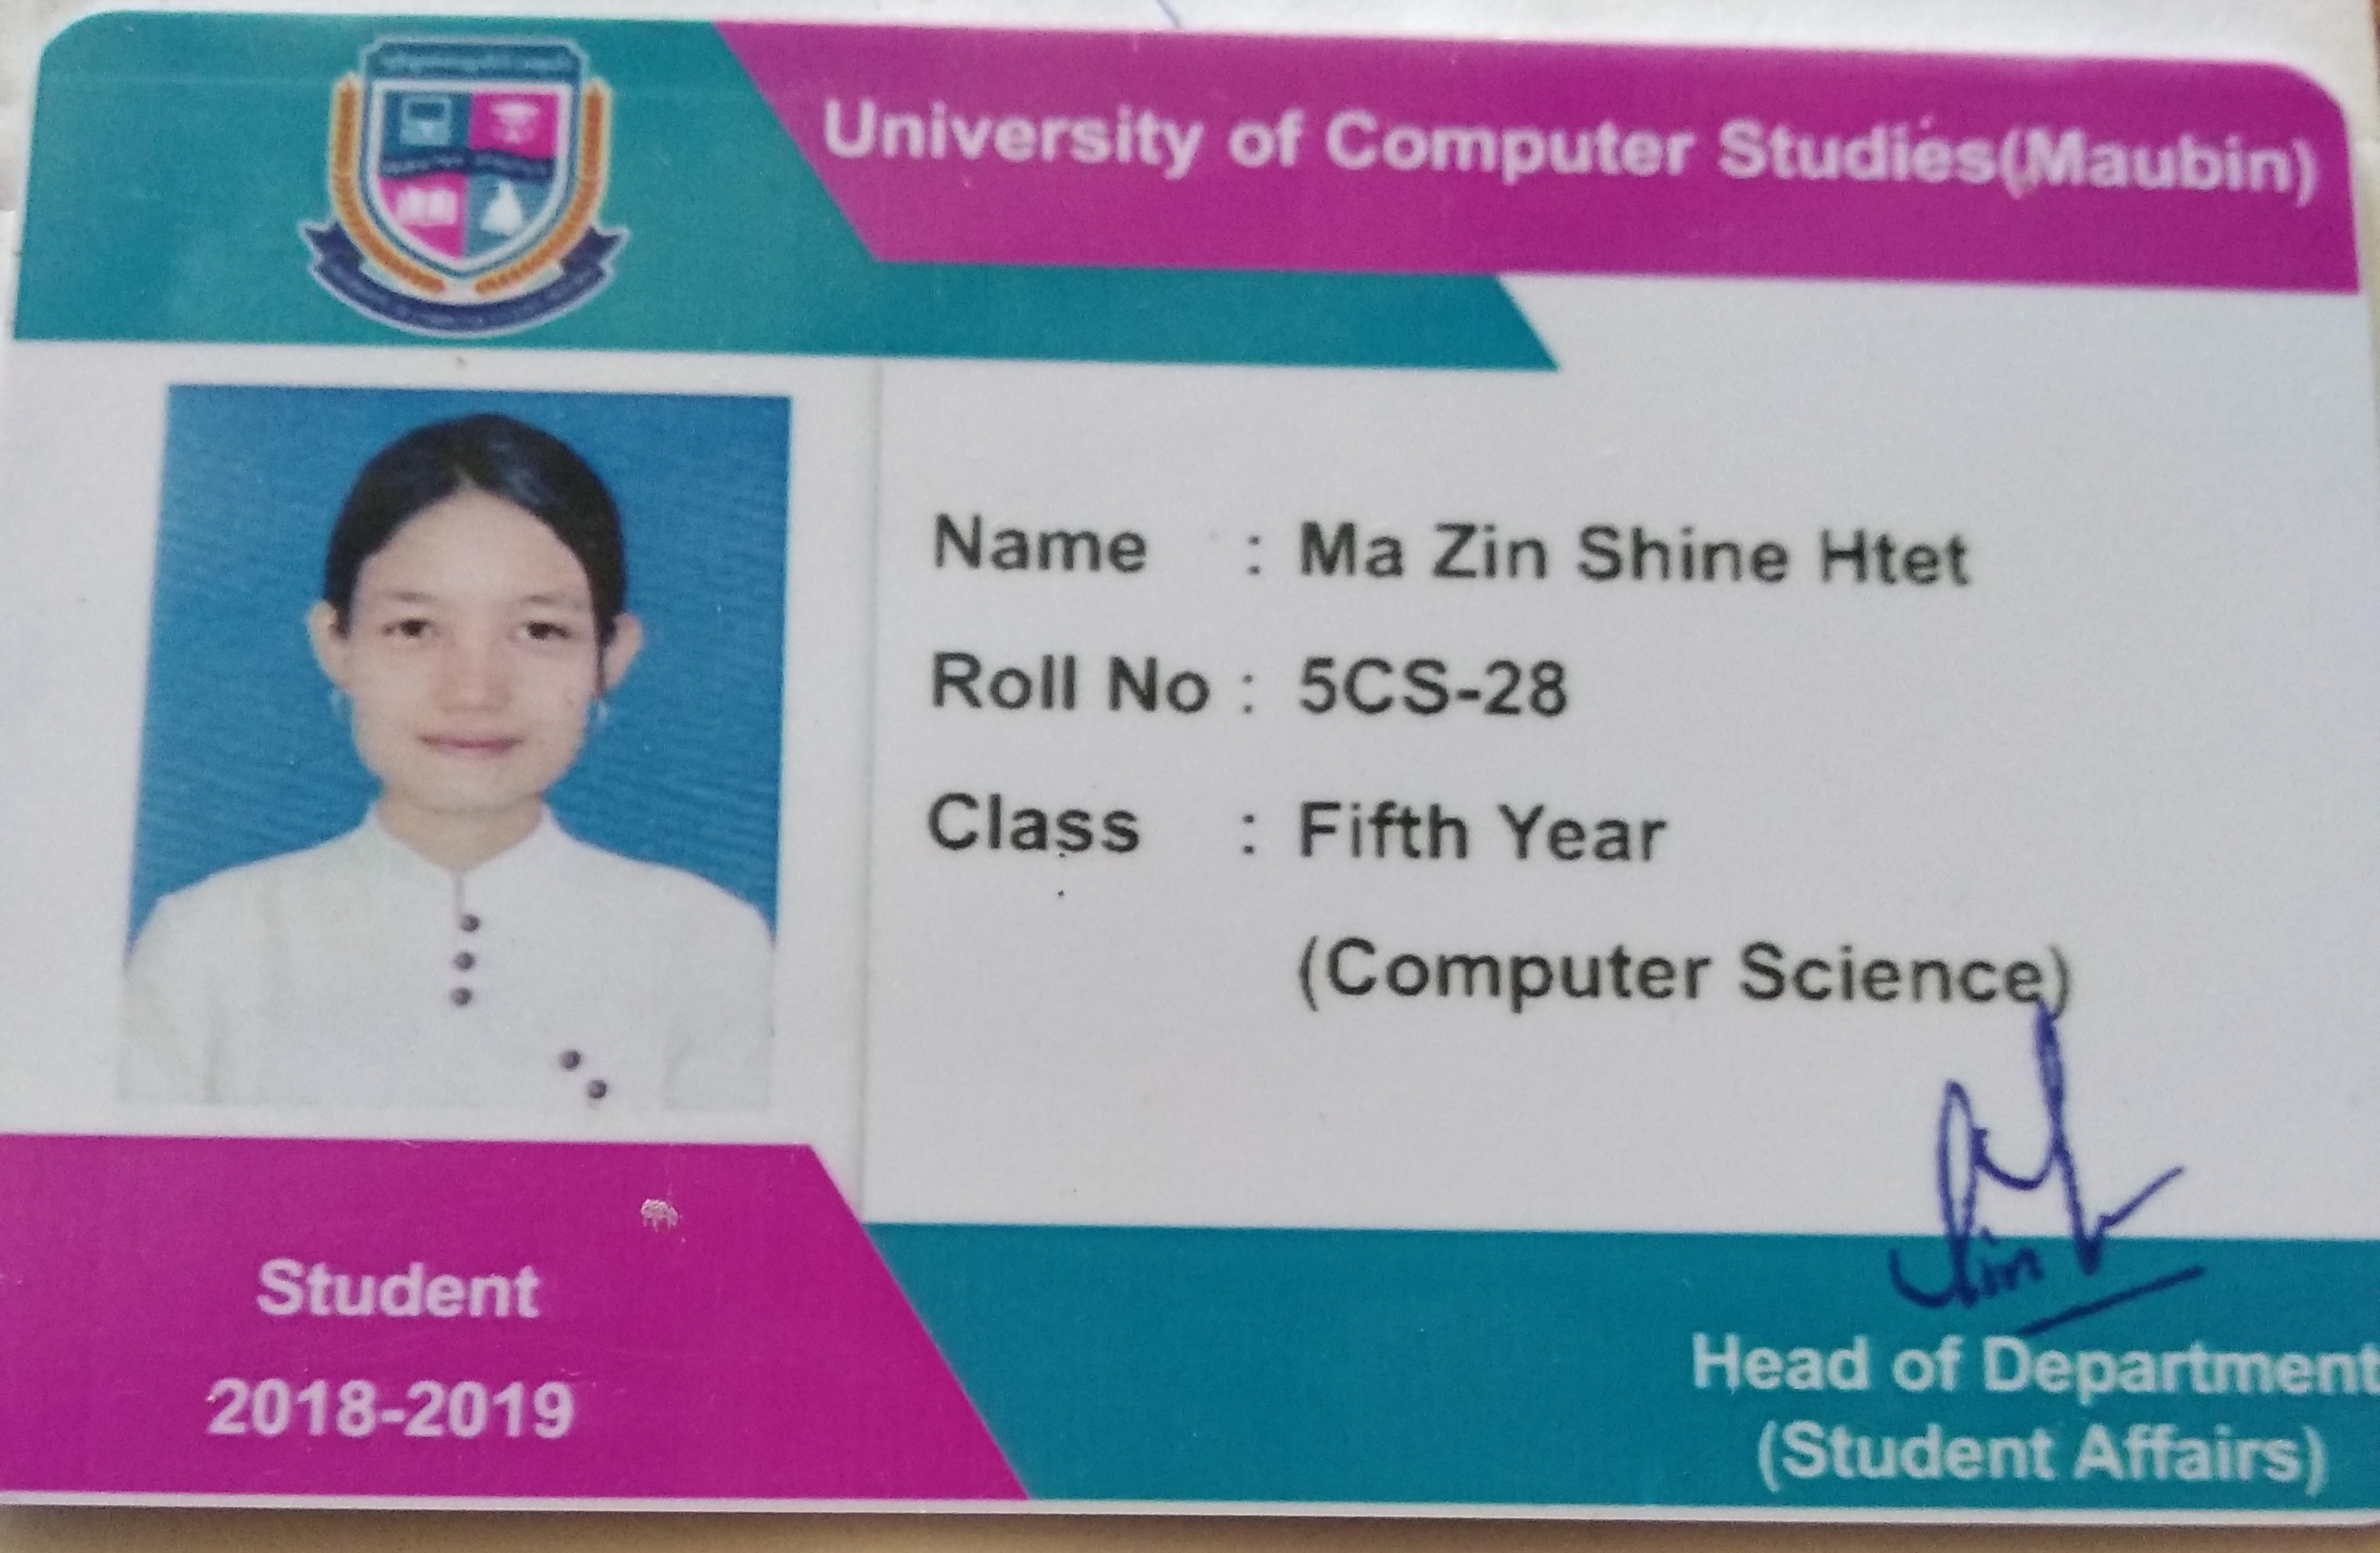 University of Computer Studies(Maubin)
Name : Ma Zin Shine Htet
Roll No : 5CS-28
Class : Fifth Year
(Computer Science)
Student
2018-2019
Head of Department
(Student Affairs)